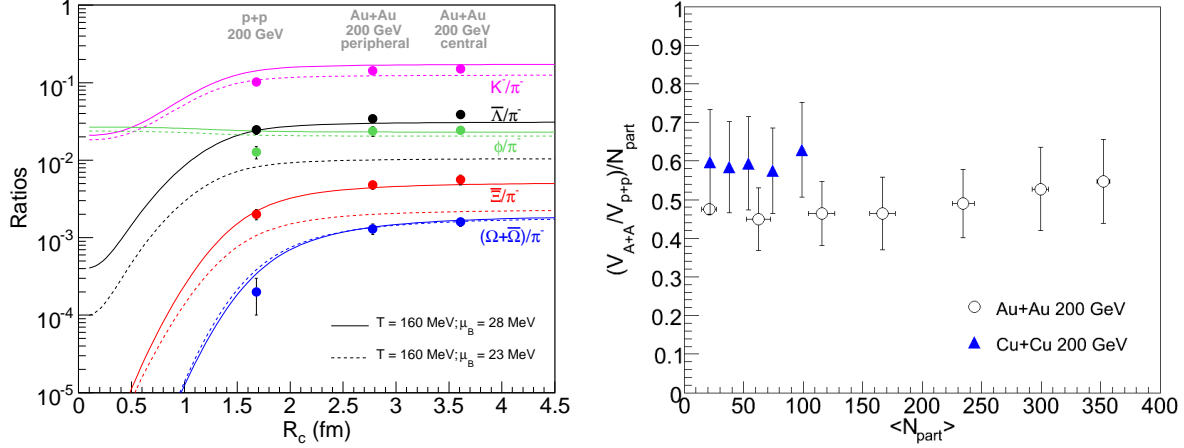 p+p
200 GeV
Au+Au
200 GeV
peripheral
Au+Au
200 GeV
central
1
10⁻¹
10⁻²
10⁻³
10⁻⁴
10⁻⁵
Ratios
K⁻/π⁻
Λ̅/π⁻
ϕ/π⁻
Ξ̅/π⁻
(Ω+Ω̅)/π⁻
T = 160 MeV; μ_B = 28 MeV
T = 160 MeV; μ_B = 23 MeV
0 0.5 1 1.5 2 2.5 3 3.5 4 4.5
R_c (fm)
(V_A+A /V_p+p)/N_part
1
0.9
0.8
0.7
0.6
0.5
0.4
0.3
0.2
0.1
0
Au+Au 200 GeV
Cu+Cu 200 GeV
0 50 100 150 200 250 300 350 400
<N_part>